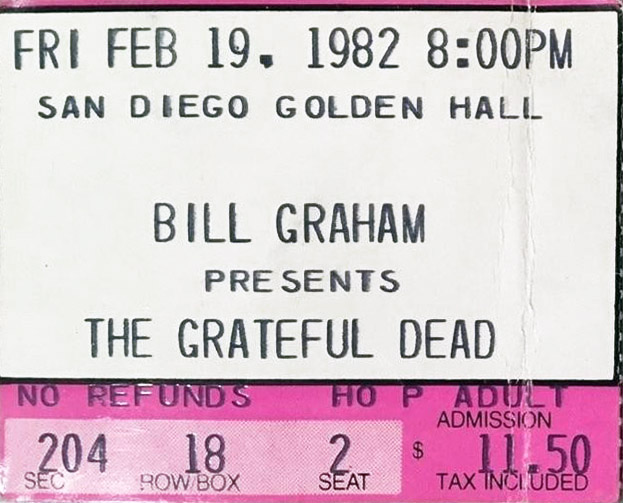 FRI FEB 19. 1982 8:00PM
SAN DIEGO GOLDEN HALL
BILL GRAHAM
PRESENTS
THE GRATEFUL DEAD
NO REFUNDS HO P ADULT
ADMISSION
204 18 2 $ 11.50
SEC ROW/BOX SEAT TAX INCLUDED